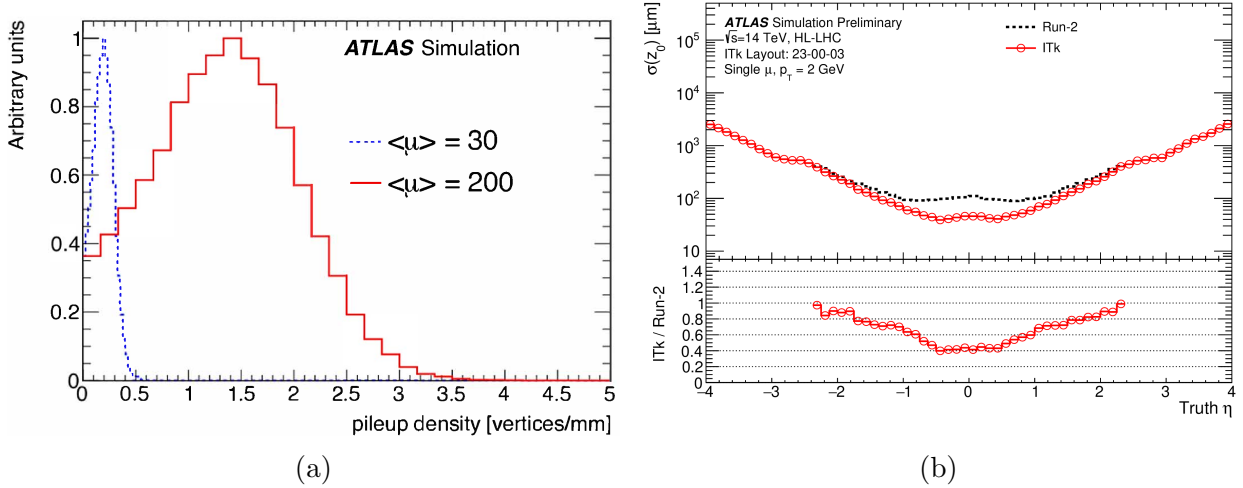 Arbitrary units
1
0.8
0.6
0.4
0.2
0
ATLAS Simulation
<μ> = 30
<μ> = 200
0 0.5 1 1.5 2 2.5 3 3.5 4 4.5 5
pileup density [vertices/mm]
(a)
σ(z₀) [μm]
10⁵
10⁴
10³
10²
10
ATLAS Simulation Preliminary
√s=14 TeV, HL-LHC
ITk Layout: 23-00-03
Single μ, p_T = 2 GeV
Run-2
ITk
ITk / Run-2
1.4
1.2
1
0.8
0.6
0.4
0.2
0
−4 −3 −2 −1 0 1 2 3 4
Truth η
(b)